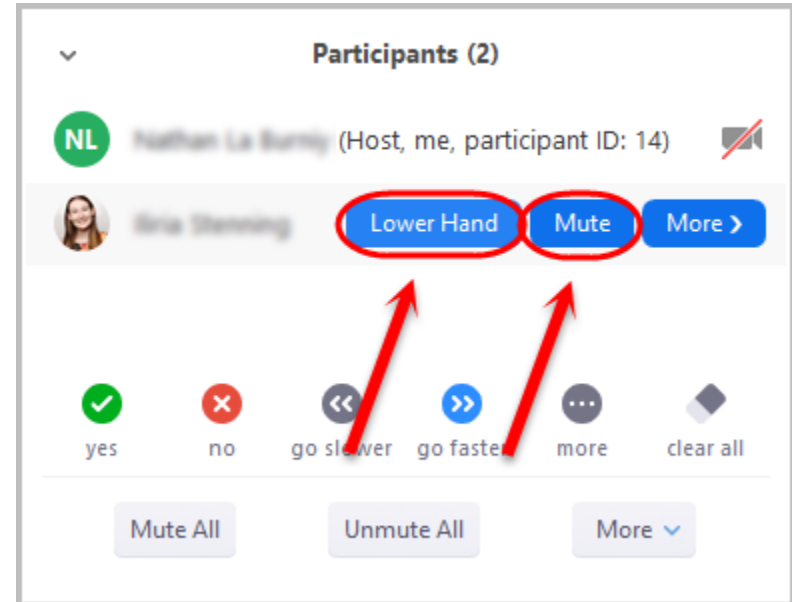 Participants (2)
NL (Host, me, participant ID: 14)
Lower Hand Mute More
yes no go slower go faster more clear all
Mute All Unmute All More